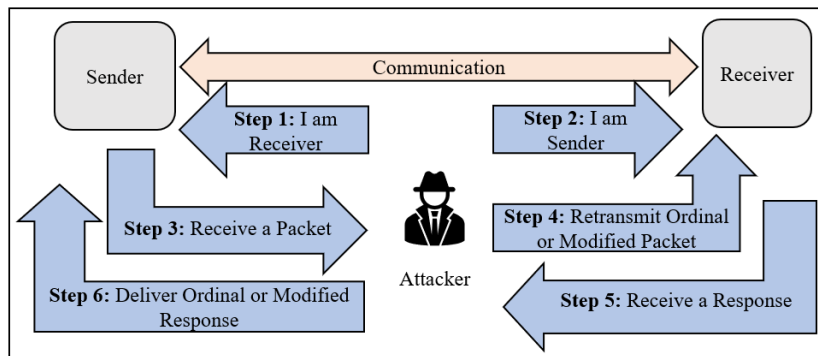 Sender
Communication
Receiver
Step 1: I am
Receiver
Step 2: I am
Sender
Step 3: Receive a Packet
Step 4: Retransmit Ordinal
or Modified Packet
Attacker
Step 6: Deliver Ordinal or Modified
Response
Step 5: Receive a Response